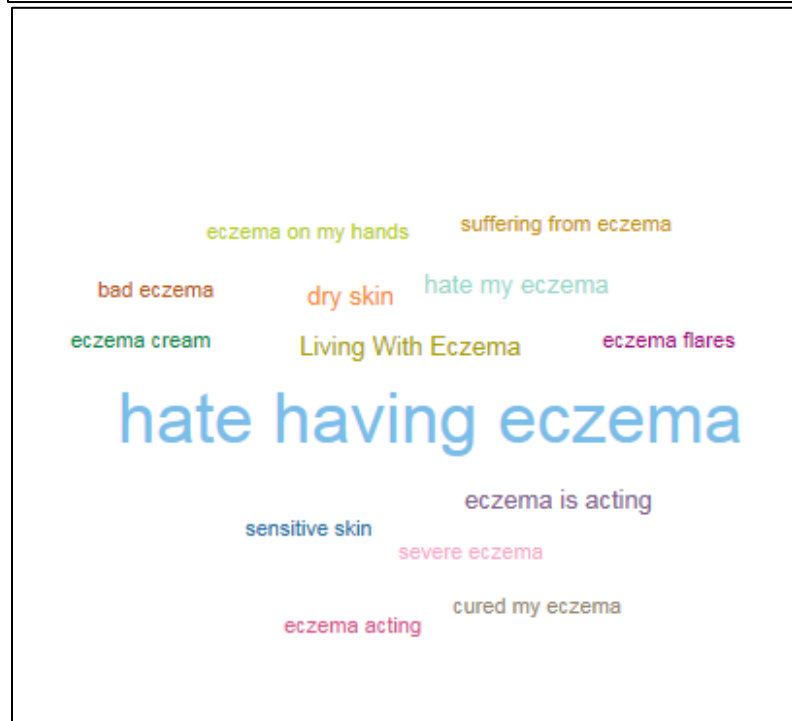 suffering from eczema
eczema on my hands
hate my eczema
bad eczema
dry skin
eczema cream
Living With Eczema
eczema flares
hate having eczema
eczema is acting
sensitive skin
severe eczema
cured my eczema
eczema acting